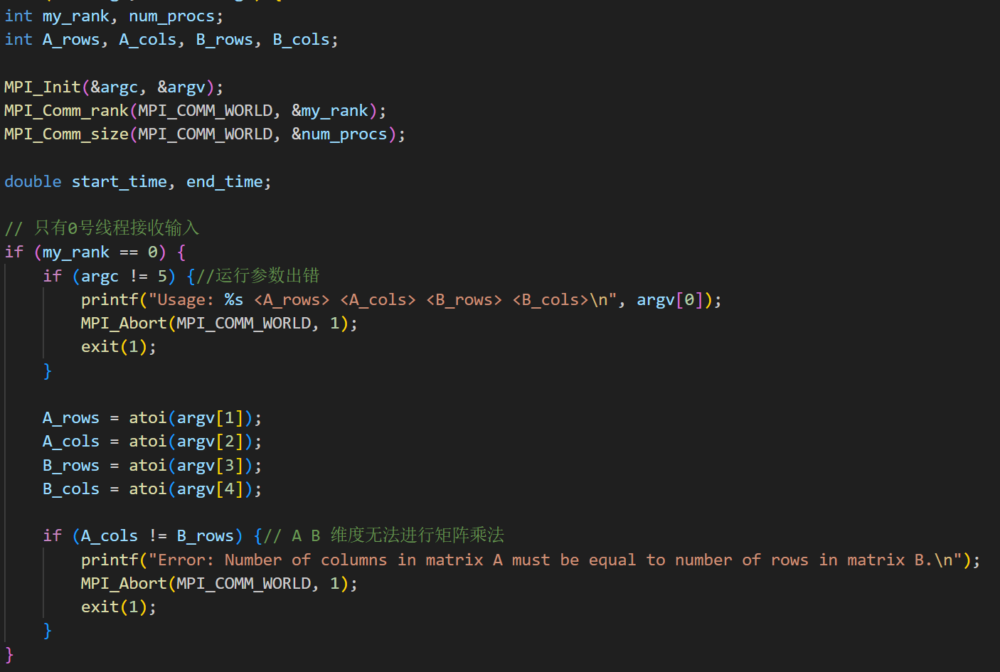 int my_rank, num_procs;
int A_rows, A_cols, B_rows, B_cols;
MPI_Init(&argc, &argv);
MPI_Comm_rank(MPI_COMM_WORLD, &my_rank);
MPI_Comm_size(MPI_COMM_WORLD, &num_procs);
double start_time, end_time;
// 只有0号线程接收输入
if (my_rank == 0) {
    if (argc != 5) {//运行参数出错
        printf("Usage: %s <A_rows> <A_cols> <B_rows> <B_cols>\n", argv[0]);
        MPI_Abort(MPI_COMM_WORLD, 1);
        exit(1);
    }
    A_rows = atoi(argv[1]);
    A_cols = atoi(argv[2]);
    B_rows = atoi(argv[3]);
    B_cols = atoi(argv[4]);
    if (A_cols != B_rows) {// A B 维度无法进行矩阵乘法
        printf("Error: Number of columns in matrix A must be equal to number of rows in matrix B.\n");
        MPI_Abort(MPI_COMM_WORLD, 1);
        exit(1);
    }
}